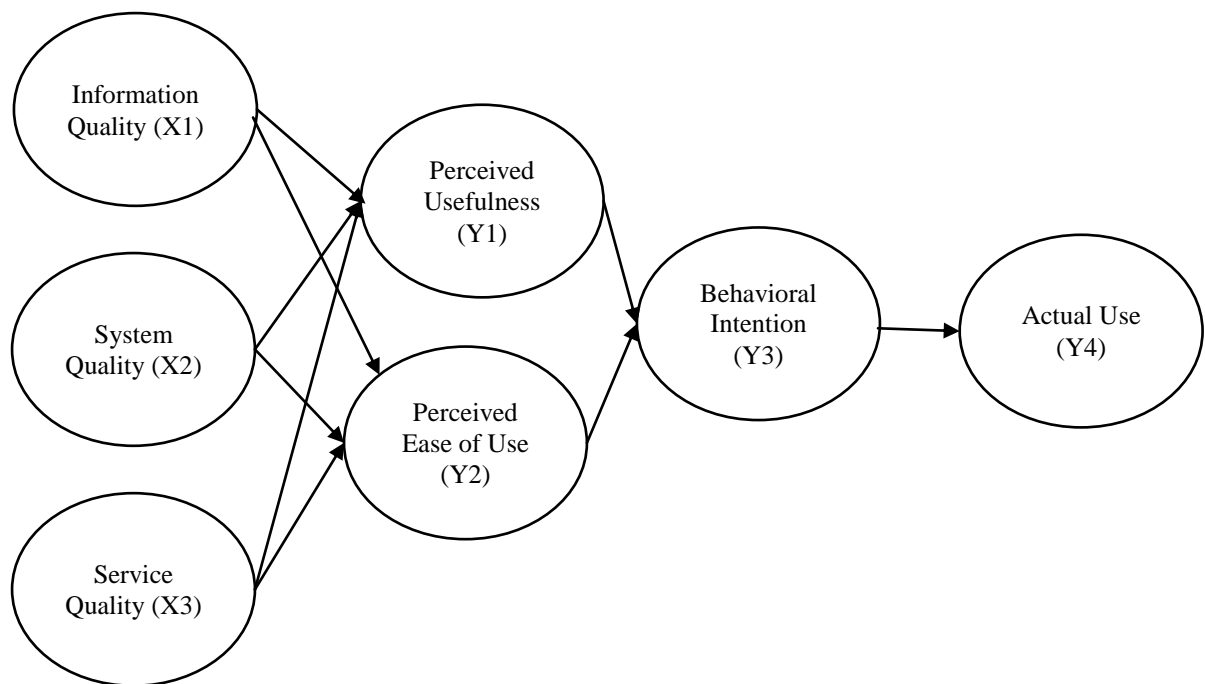 Information
Quality (X1)
Perceived
Usefulness
(Y1)
System
Quality (X2)
Behavioral
Intention
(Y3)
Actual Use
(Y4)
Perceived
Ease of Use
(Y2)
Service
Quality (X3)